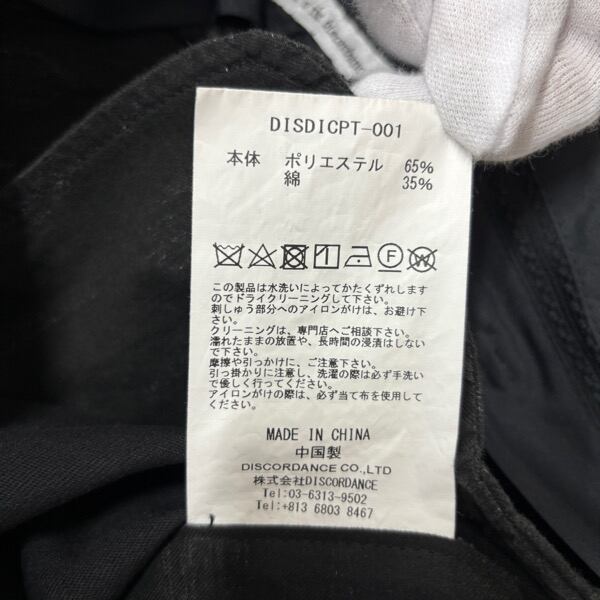 DISDICPT-001
本体 ポリエステル 65%
綿 35%
F
W
この製品は水洗いによってかたくずれします
のでドライクリーニングして下さい。
刺しゅう部分へのアイロンがけは、お避け下
さい。
クリーニングは、専門店へご相談下さい。
濡れたままの放置や、長時間の浸漬はしない
で下さい。
摩擦や引っかけに、ご注意下さい。
引っ掛かりに注意し、洗濯の際は必ず手洗い
で優しく行ってください。
アイロンがけの際は、必ず当て布を使用して
ください。
MADE IN CHINA
中国製
DISCORDANCE CO.,LTD
株式会社DISCORDANCE
Tel:03-6313-9502
Tel:+813 6803 8467